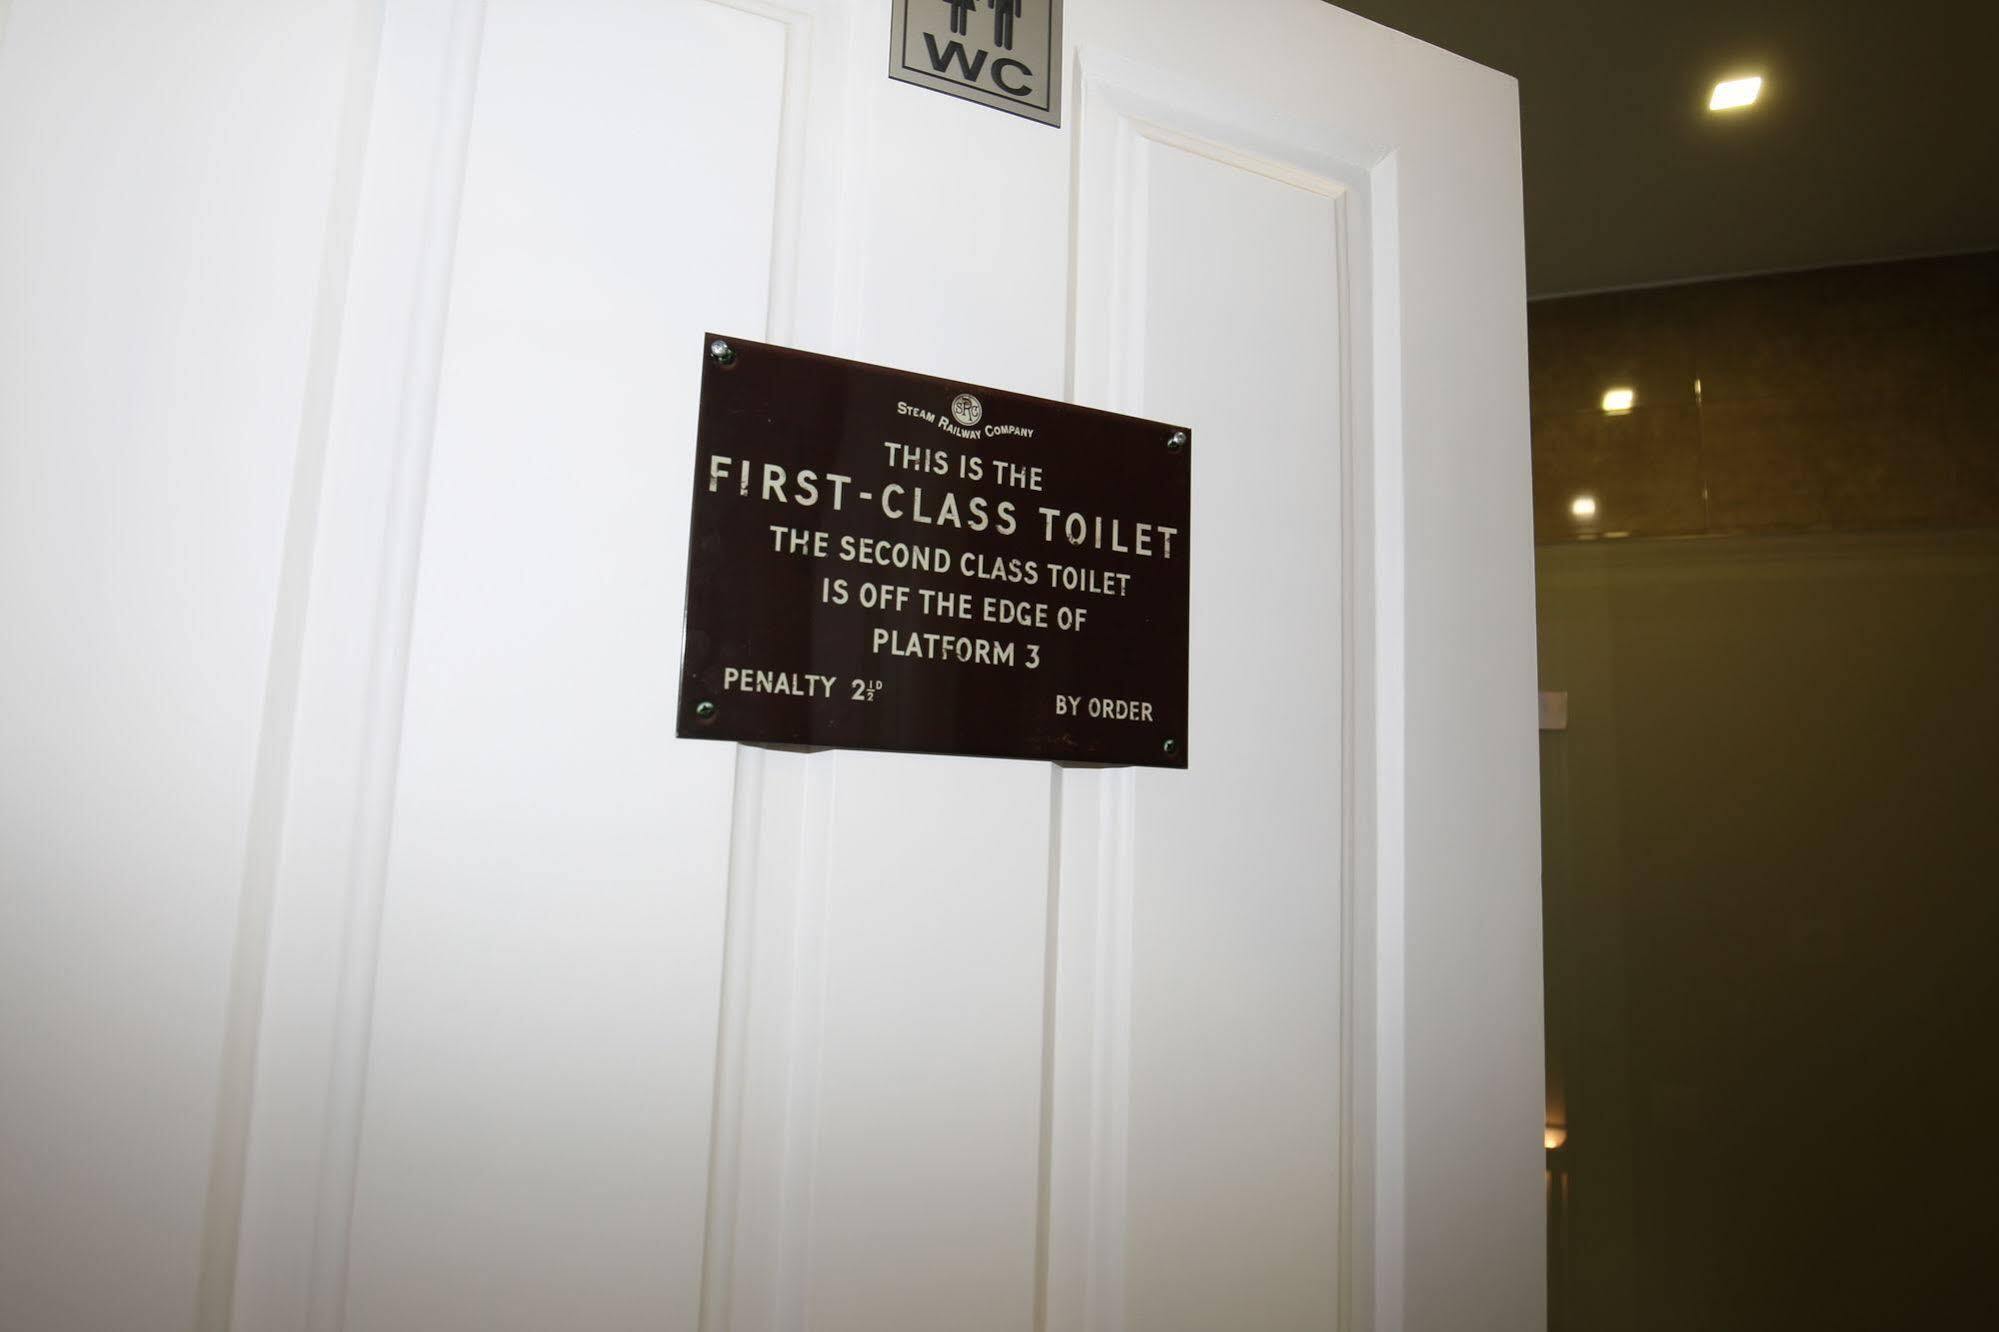 WC
SRC
STEAM RAILWAY COMPANY
THIS IS THE
FIRST-CLASS TOILET
THE SECOND CLASS TOILET
IS OFF THE EDGE OF
PLATFORM 3
PENALTY 2½D
BY ORDER